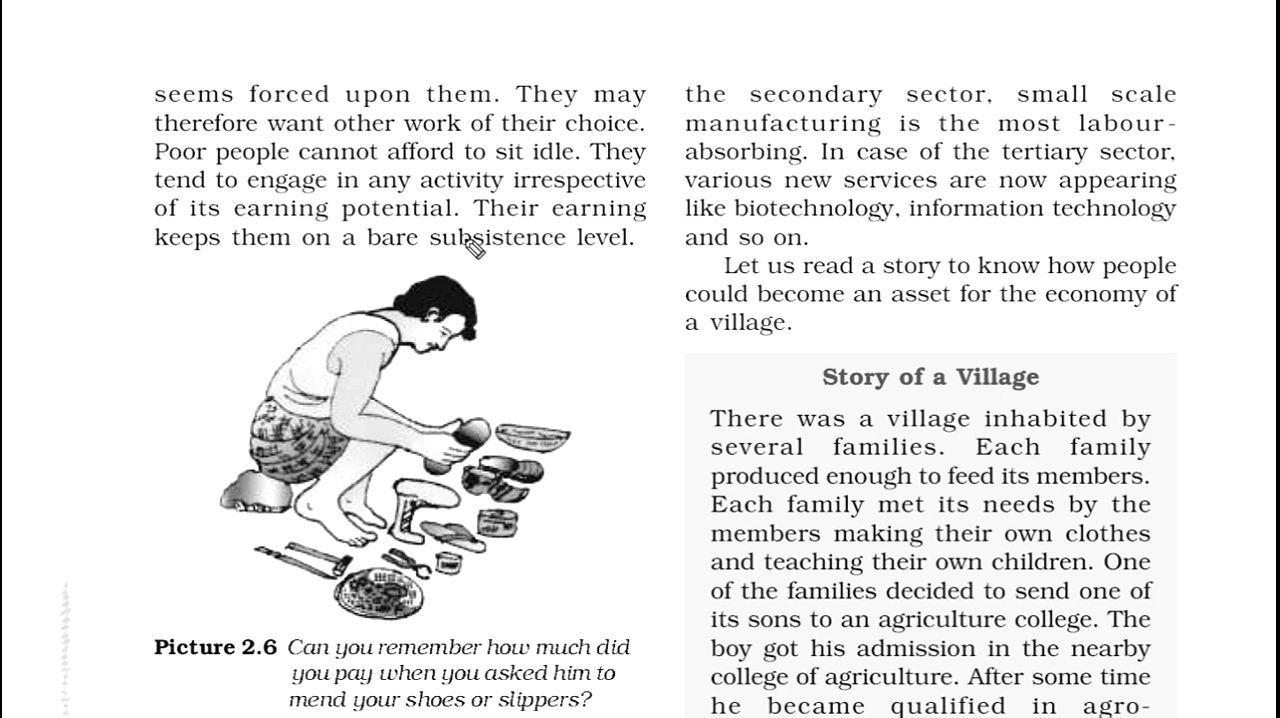 seems forced upon them. They may
therefore want other work of their choice.
Poor people cannot afford to sit idle. They
tend to engage in any activity irrespective
of its earning potential. Their earning
keeps them on a bare subsistence level.
Picture 2.6 Can you remember how much did
you pay when you asked him to
mend your shoes or slippers?
the secondary sector, small scale
manufacturing is the most labour-
absorbing. In case of the tertiary sector,
various new services are now appearing
like biotechnology, information technology
and so on.
Let us read a story to know how people
could become an asset for the economy of
a village.
Story of a Village
There was a village inhabited by
several families. Each family
produced enough to feed its members.
Each family met its needs by the
members making their own clothes
and teaching their own children. One
of the families decided to send one of
its sons to an agriculture college. The
boy got his admission in the nearby
college of agriculture. After some time
he became qualified in agro-